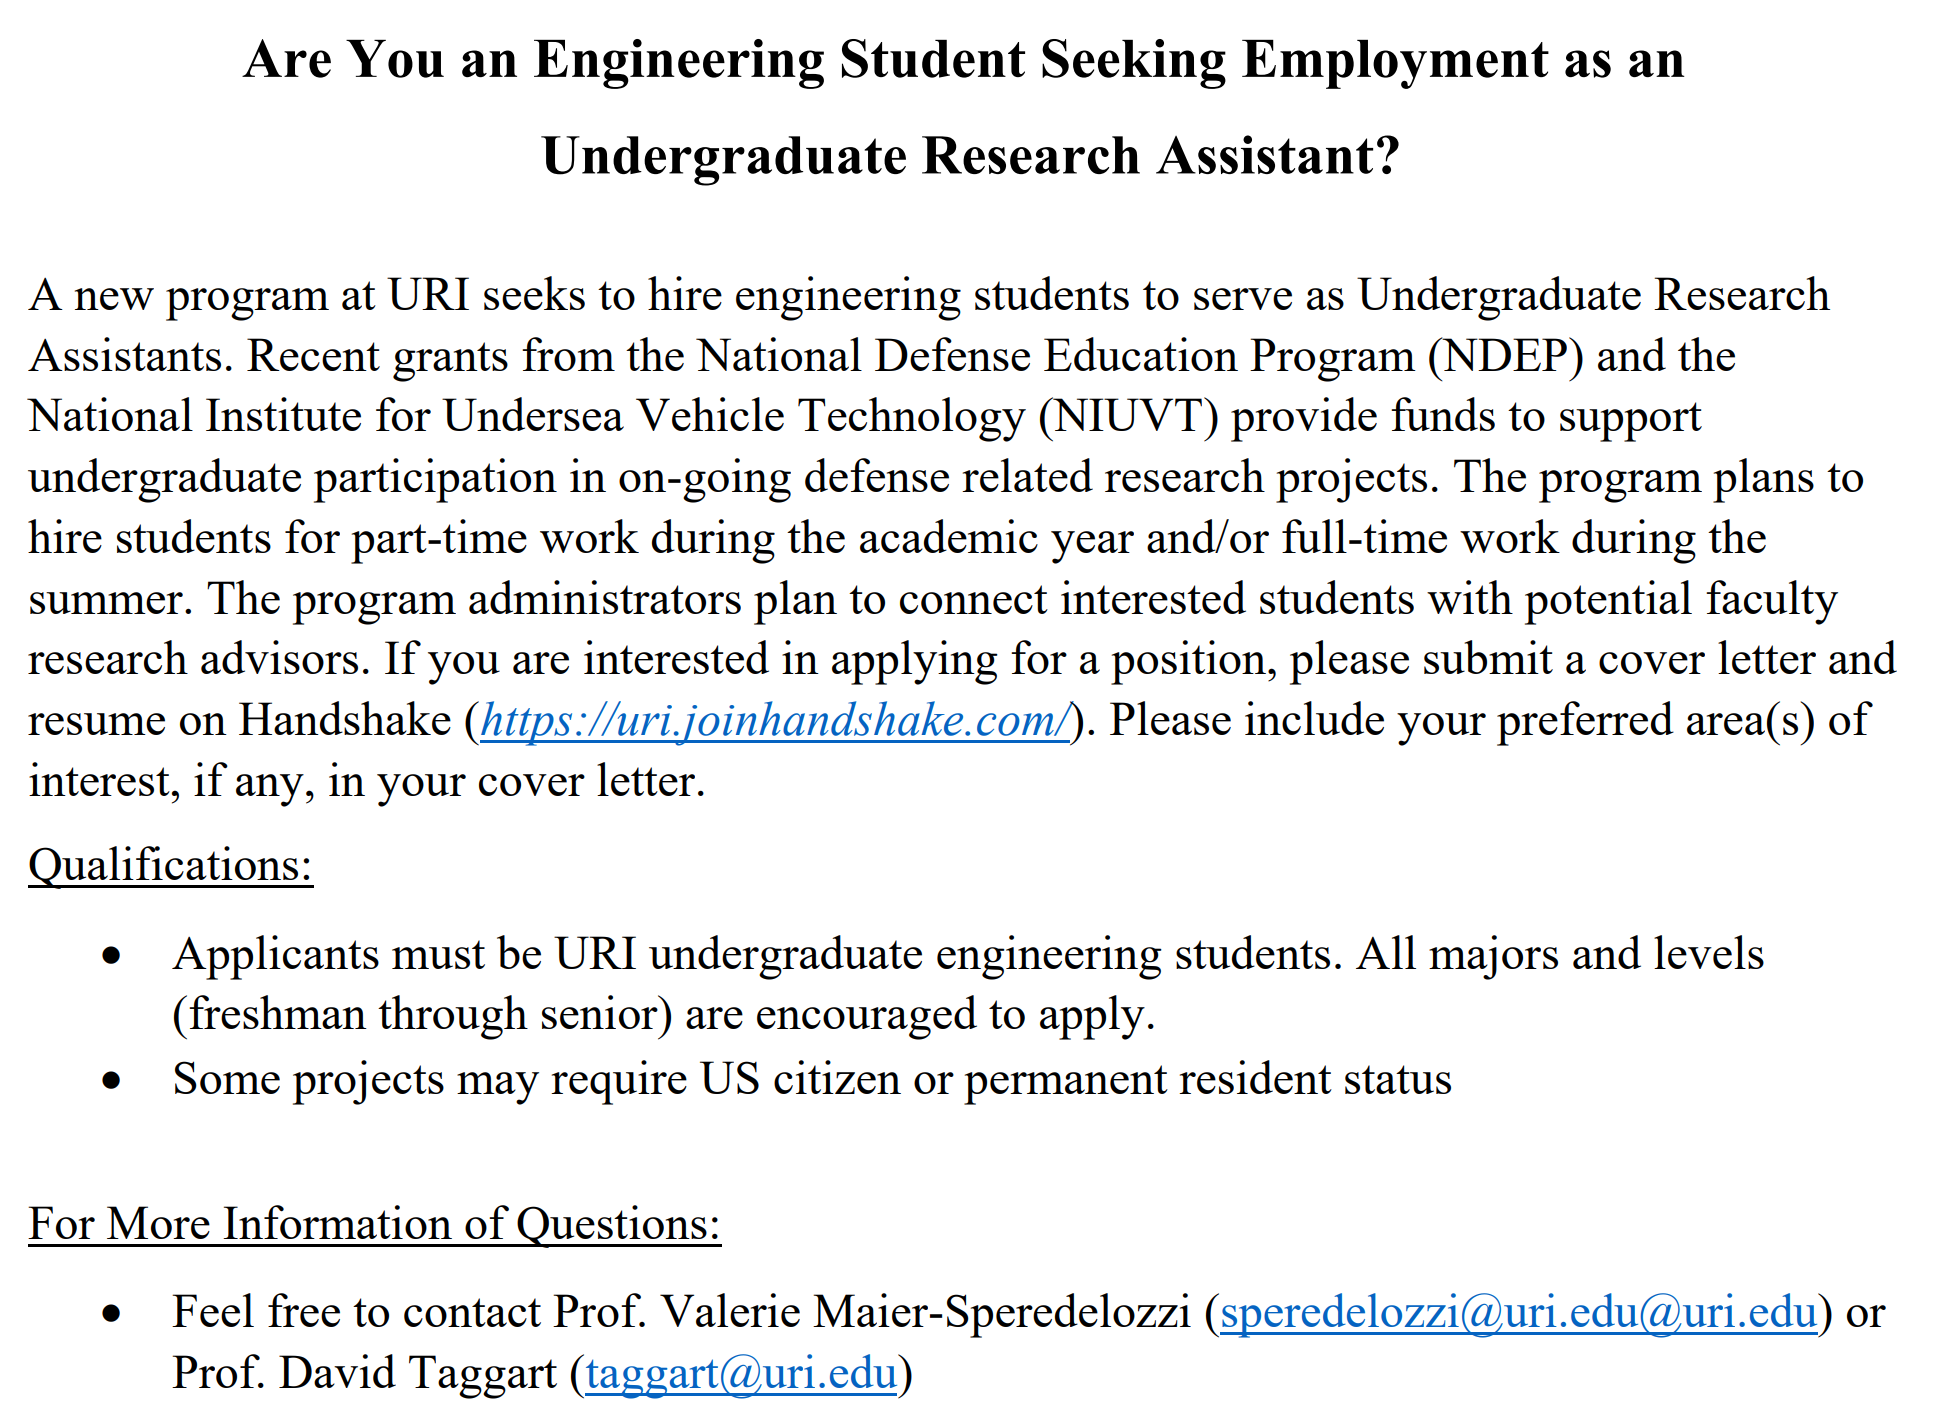 Are You an Engineering Student Seeking Employment as an
Undergraduate Research Assistant?
A new program at URI seeks to hire engineering students to serve as Undergraduate Research
Assistants. Recent grants from the National Defense Education Program (NDEP) and the
National Institute for Undersea Vehicle Technology (NIUVT) provide funds to support
undergraduate participation in on-going defense related research projects. The program plans to
hire students for part-time work during the academic year and/or full-time work during the
summer. The program administrators plan to connect interested students with potential faculty
research advisors. If you are interested in applying for a position, please submit a cover letter and
resume on Handshake (https://uri.joinhandshake.com/). Please include your preferred area(s) of
interest, if any, in your cover letter.
Qualifications:
• Applicants must be URI undergraduate engineering students. All majors and levels
(freshman through senior) are encouraged to apply.
• Some projects may require US citizen or permanent resident status
For More Information of Questions:
• Feel free to contact Prof. Valerie Maier-Speredelozzi (speredelozzi@uri.edu@uri.edu) or
Prof. David Taggart (taggart@uri.edu)